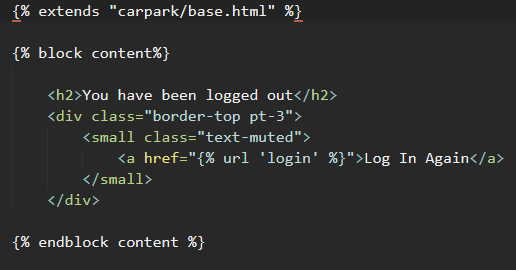 {% extends "carpark/base.html" %}
{% block content%}
<h2>You have been logged out</h2>
<div class="border-top pt-3">
<small class="text-muted">
<a href="{% url 'login' %}">Log In Again</a>
</small>
</div>
{% endblock content %}